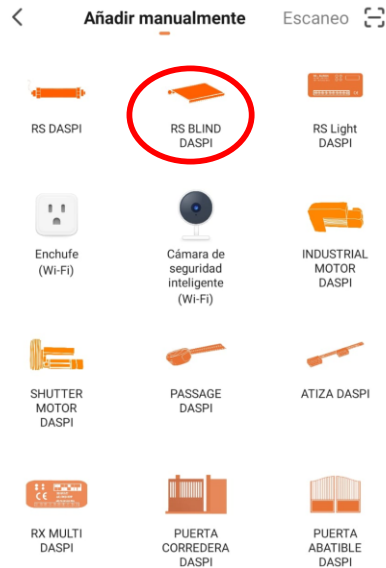 Añadir manualmente Escaneo
RS DASPI
RS BLIND
DASPI
RS Light
DASPI
Enchufe
(Wi-Fi)
Cámara de
seguridad
inteligente
(Wi-Fi)
INDUSTRIAL
MOTOR
DASPI
SHUTTER
MOTOR
DASPI
PASSAGE
DASPI
ATIZA DASPI
RX MULTI
DASPI
PUERTA
CORREDERA
DASPI
PUERTA
ABATIBLE
DASPI